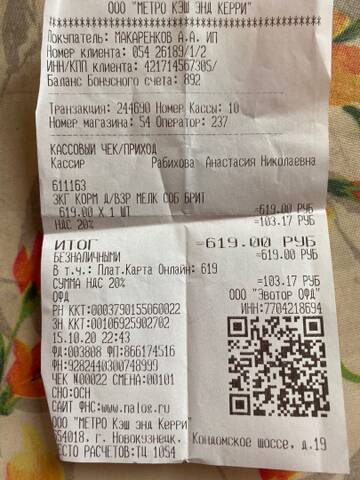 ООО "МЕТРО КЭШ ЭНД КЕРРИ"
Покупатель: МАКАРЕНКОВ А.А. ИП
Номер клиента: 054 26189/1/2
ИНН/КПП клиента: 421714567305/
Баланс Бонусного счета: 892
Транзакция: 244690 Номер Кассы: 10
Номер магазина: 54 Оператор: 237
КАССОВЫЙ ЧЕК/ПРИХОД
Кассир Рабихова Анастасия Николаевна
611163
3КГ КОРМ Д/ВЗР МЕЛК СОБ БРИТ
619.00 X 1 ШТ =619.00 РУБ
НДС 20% =103.17 РУБ
ИТОГ =619.00 РУБ
БЕЗНАЛИЧНЫМИ =619.00 РУБ
В т.ч.: Плат.Карта Онлайн: 619
СУММА НДС 20% =103.17 РУБ
ОФД ООО "Эвотор ОФД"
РН ККТ:0003790155060022 ИНН:7704218694
ЗН ККТ:00106925902702
15.10.20 22:43
ФД:003808 ФП:866174516
ФН:9282440300748999
ЧЕК №00022 СМЕНА:00101
СНО:ОСН
САЙТ ФНС:www.nalog.ru
ООО "МЕТРО Кэш энд Керри"
654018, г. Новокузнецк, Кондомское шоссе, д.19
МЕСТО РАСЧЕТОВ:ТЦ 1054